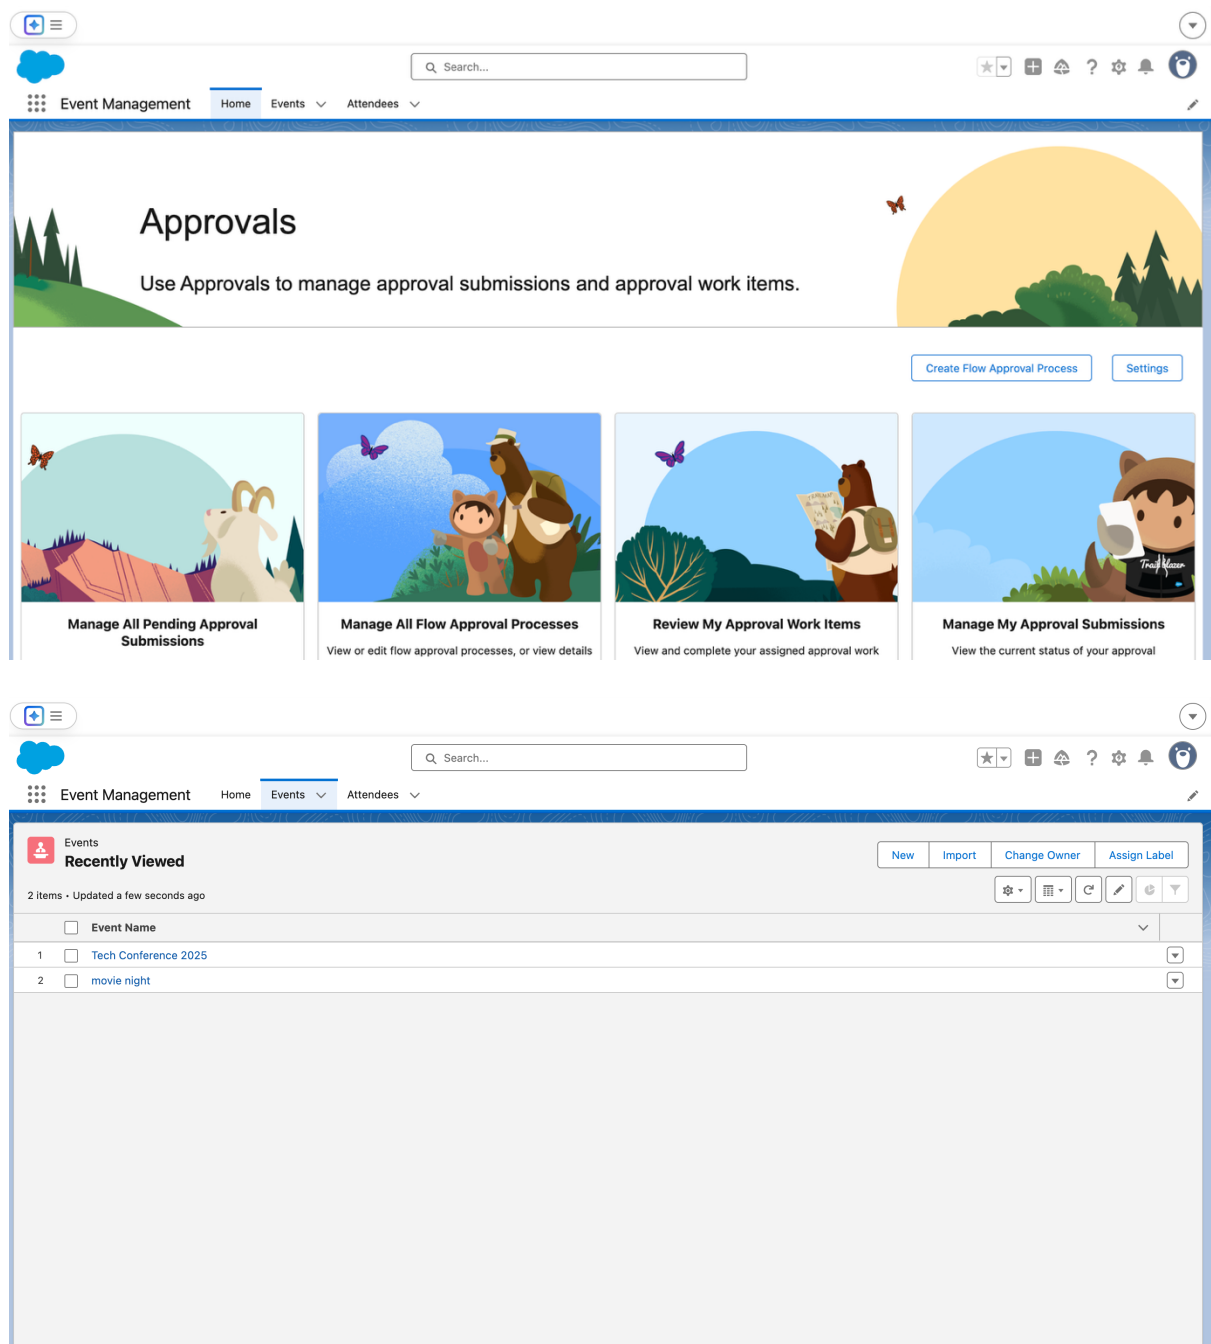 Search...
Event Management
Home
Events
Attendees
Approvals
Use Approvals to manage approval submissions and approval work items.
Create Flow Approval Process
Settings
TERRAIN
Trailblazer
Manage All Pending Approval
Submissions
Manage All Flow Approval Processes
View or edit flow approval processes, or view details
Review My Approval Work Items
View and complete your assigned approval work
Manage My Approval Submissions
View the current status of your approval
Search...
Event Management
Home
Events
Attendees
Events
Recently Viewed
New
Import
Change Owner
Assign Label
2 items • Updated a few seconds ago
Event Name
1 Tech Conference 2025
2 movie night